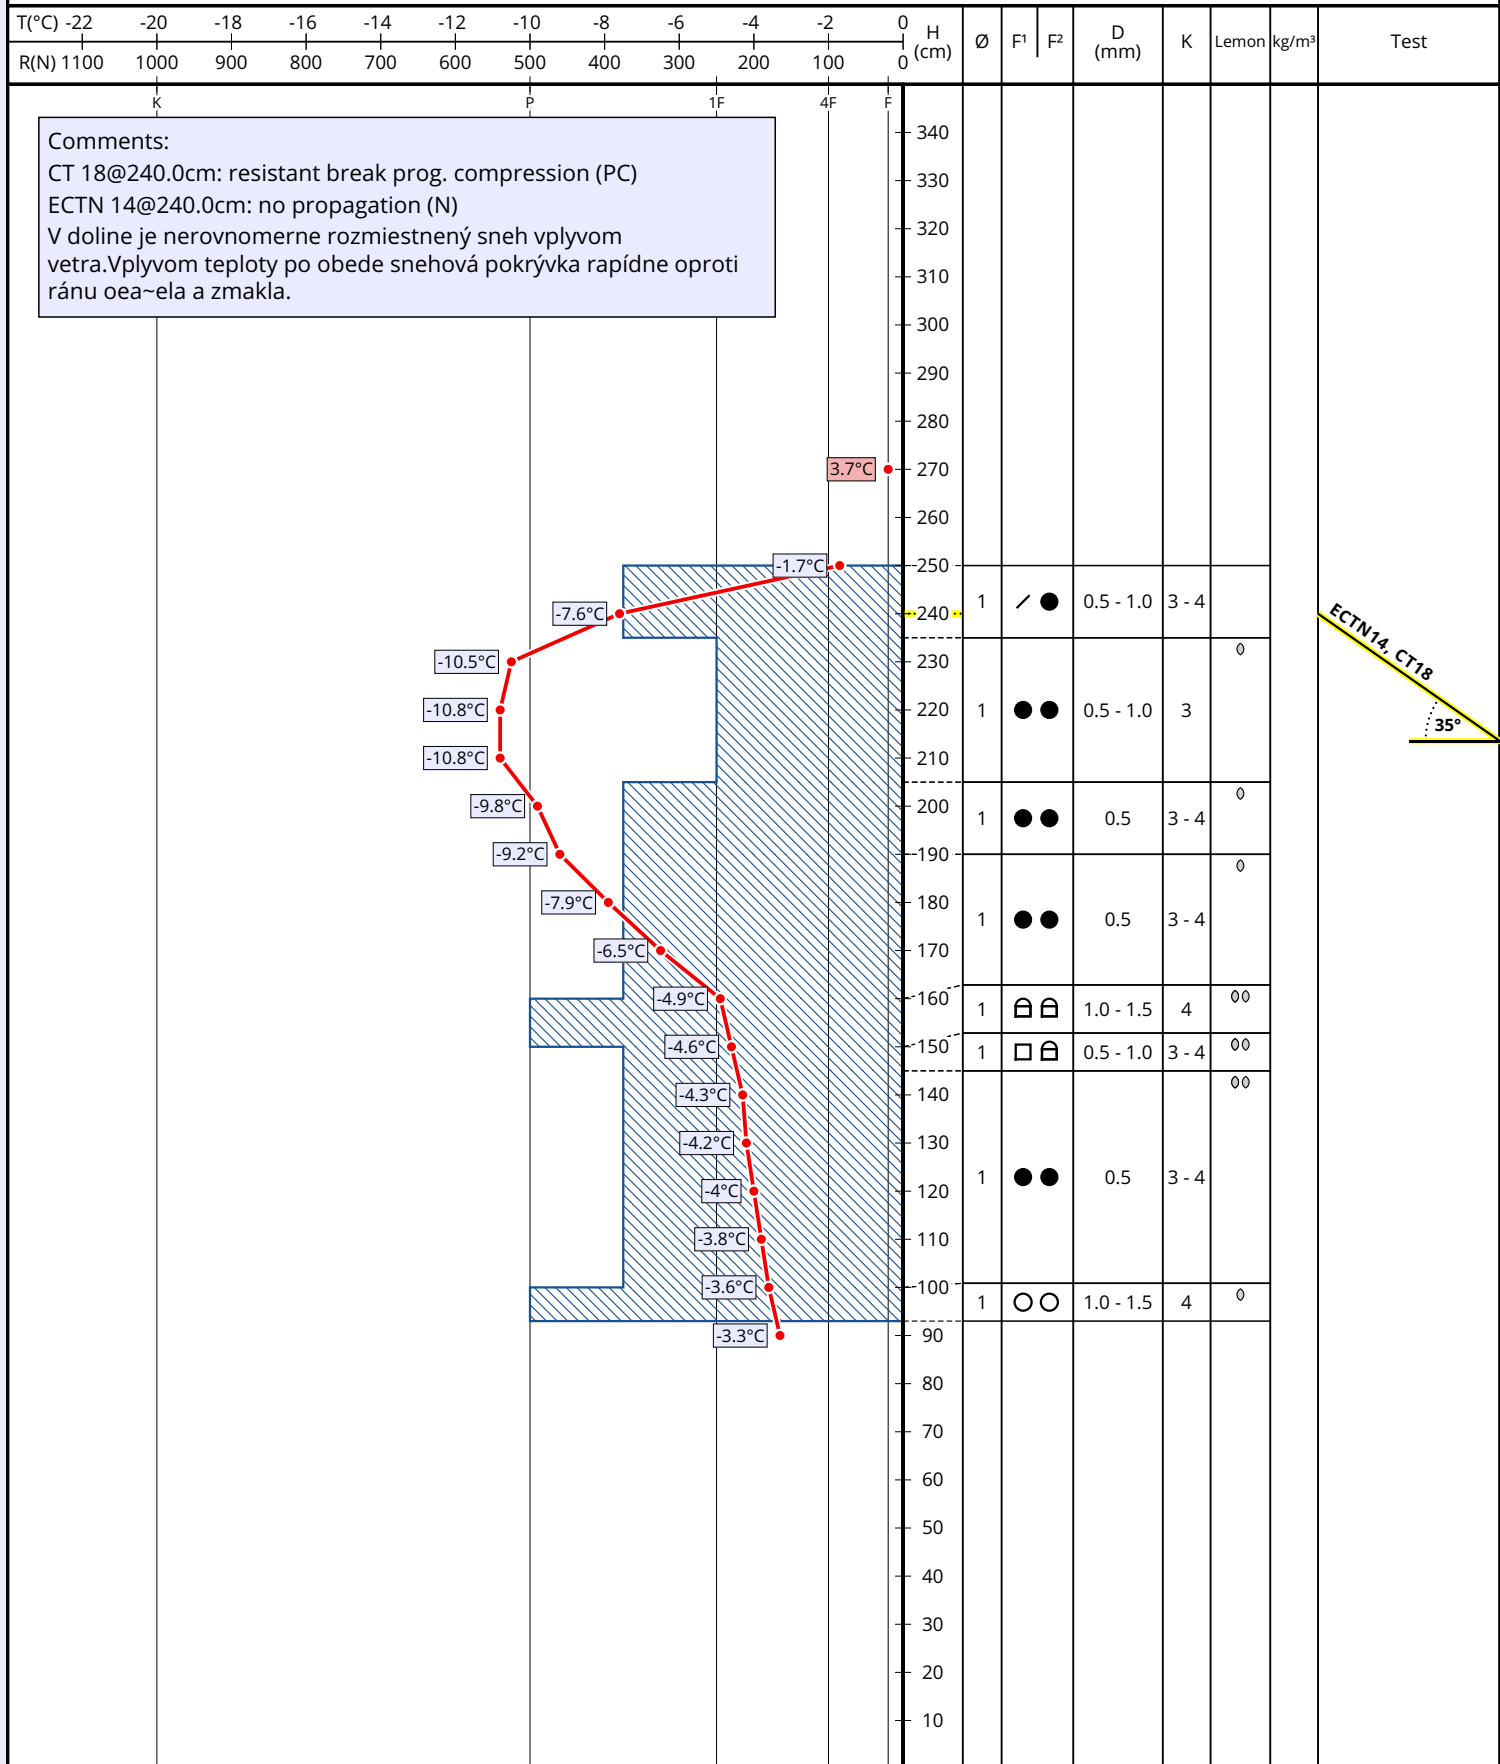 T(°C) -22 -20 -18 -16 -14 -12 -10 -8 -6 -4 -2 0
R(N) 1100 1000 900 800 700 600 500 400 300 200 100 0
H (cm) Ø F¹ F² D (mm) K Lemon kg/m³ Test
K P 1F 4F F
Comments:
CT 18@240.0cm: resistant break prog. compression (PC)
ECTN 14@240.0cm: no propagation (N)
V doline je nerovnomerne rozmiestnený sneh vplyvom
vetra.Vplyvom teploty po obede snehová pokrývka rapídne oproti
ránu oea~ela a zmakla.
340
330
320
310
300
290
280
3.7°C 270
260
-1.7°C 250
1 0.5 - 1.0 3 - 4
-7.6°C 240
ECTN14, CT18
35°
-10.5°C 230
-10.8°C 220 1 0.5 - 1.0 3
-10.8°C 210
-9.8°C 200
1 0.5 3 - 4
-9.2°C 190
-7.9°C 180
1 0.5 3 - 4
-6.5°C 170
-4.9°C 160
1 1.0 - 1.5 4
-4.6°C 150
1 0.5 - 1.0 3 - 4
-4.3°C 140
-4.2°C 130
1 0.5 3 - 4
-4°C 120
-3.8°C 110
-3.6°C 100
1 1.0 - 1.5 4
-3.3°C 90
80
70
60
50
40
30
20
10